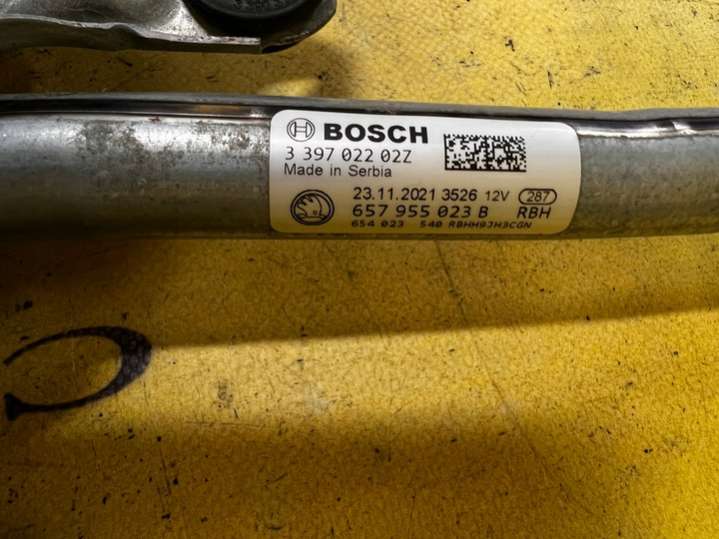 BOSCH
3 397 022 02Z
Made in Serbia
23.11.2021 3526 12V 287
657 955 023 B RBH
654 023 540 RBHH9JH3CGN
C